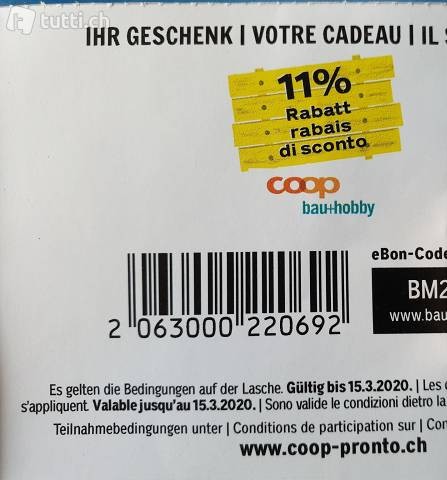 tutti.ch
IHR GESCHENK | VOTRE CADEAU | IL
11%
Rabatt
rabais
di sconto
coop
bau+hobby
eBon-Code
BM2
www.bau
2 063000 220692
Es gelten die Bedingungen auf der Lasche. Gültig bis 15.3.2020. | Les
s'appliquent. Valable jusqu'au 15.3.2020. | Sono valide le condizioni dietro la
Teilnahmebedingungen unter | Conditions de participation sur | Con
www.coop-pronto.ch